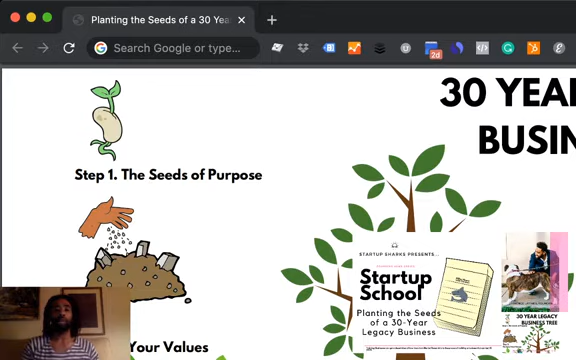 Planting the Seeds of a 30 Yea
Search Google or type...
2d
30 YEA
BUSIN
Step 1. The Seeds of Purpose
STARTUP SHARKS PRESENTS...
Startup
School
Planting the Seeds
of a 30-Year
Legacy Business
30 YEAR LEGACY
BUSINESS TREE
Your Values